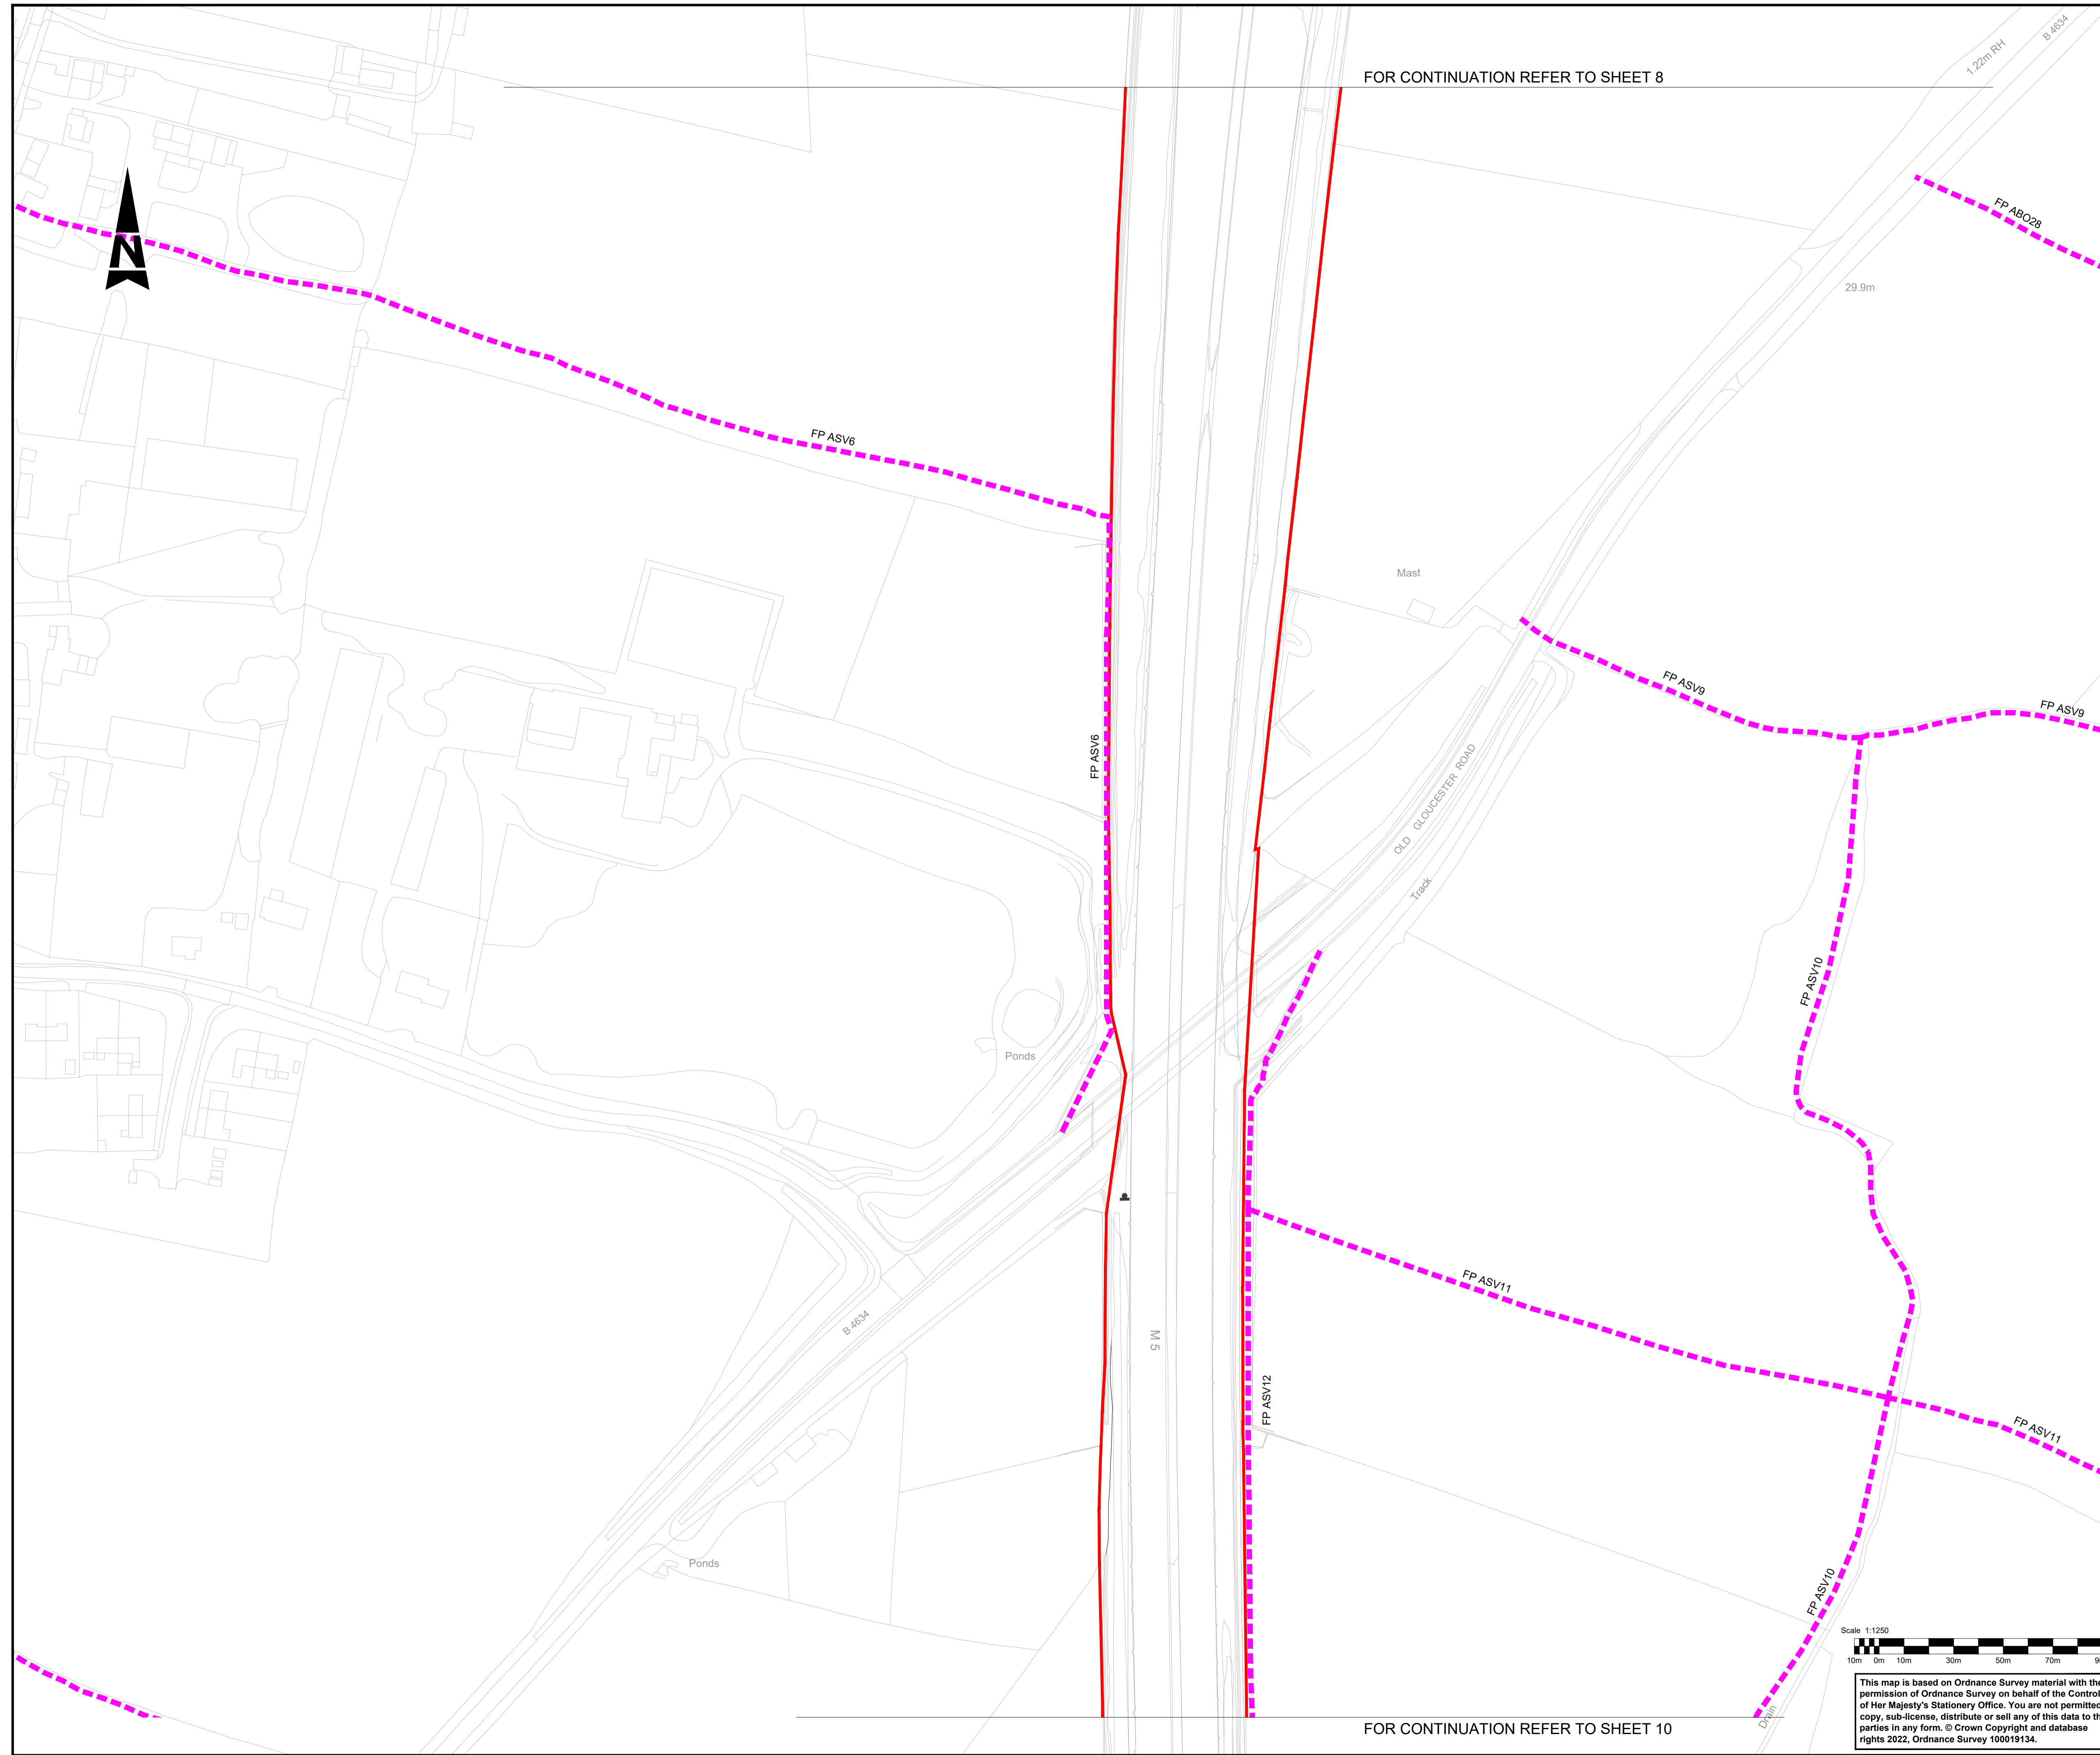 B 4634
1.22m RH
FOR CONTINUATION REFER TO SHEET 8
FP ABO28
N
29.9m
FP ASV6
Mast
FP ASV9
FP ASV9
FP ASV6
OLD GLOUCESTER ROAD
Track
FP ASV10
Ponds
FP ASV11
B 4634
M 5
FP ASV12
FP ASV11
Ponds
FP ASV10
Scale 1:1250
10m 0m 10m 30m 50m 70m
Drain
This map is based on Ordnance Survey material with the
permission of Ordnance Survey on behalf of the Control
of Her Majesty's Stationery Office. You are not permitted
copy, sub-license, distribute or sell any of this data to th
parties in any form. © Crown Copyright and database
rights 2022, Ordnance Survey 100019134.
FOR CONTINUATION REFER TO SHEET 10